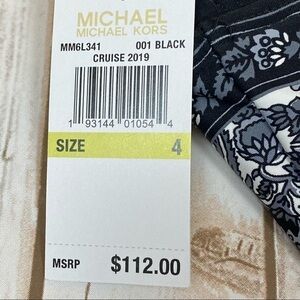 MICHAEL
MICHAEL KORS
MM6L341 001 BLACK
CRUISE 2019
1 93144 01054 4
SIZE 4
MSRP $112.00